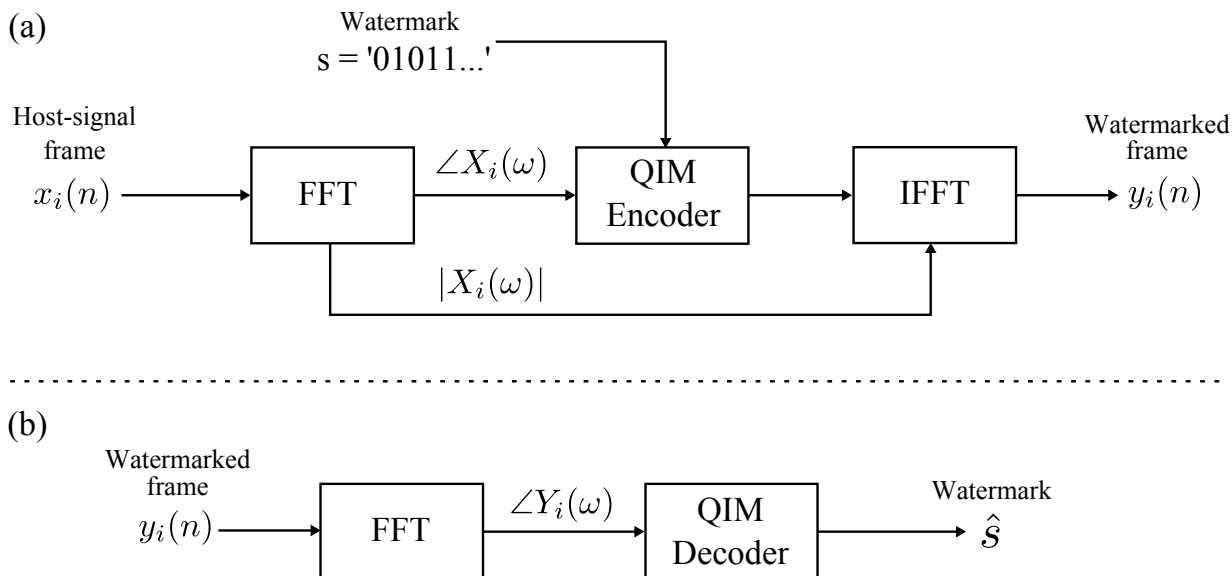 (a)
Watermark
s = '01011...'
Host-signal
frame
x_i(n)
FFT
∠X_i(ω)
QIM
Encoder
IFFT
Watermarked
frame
y_i(n)
|X_i(ω)|
(b)
Watermarked
frame
y_i(n)
FFT
∠Y_i(ω)
QIM
Decoder
Watermark
ŝ